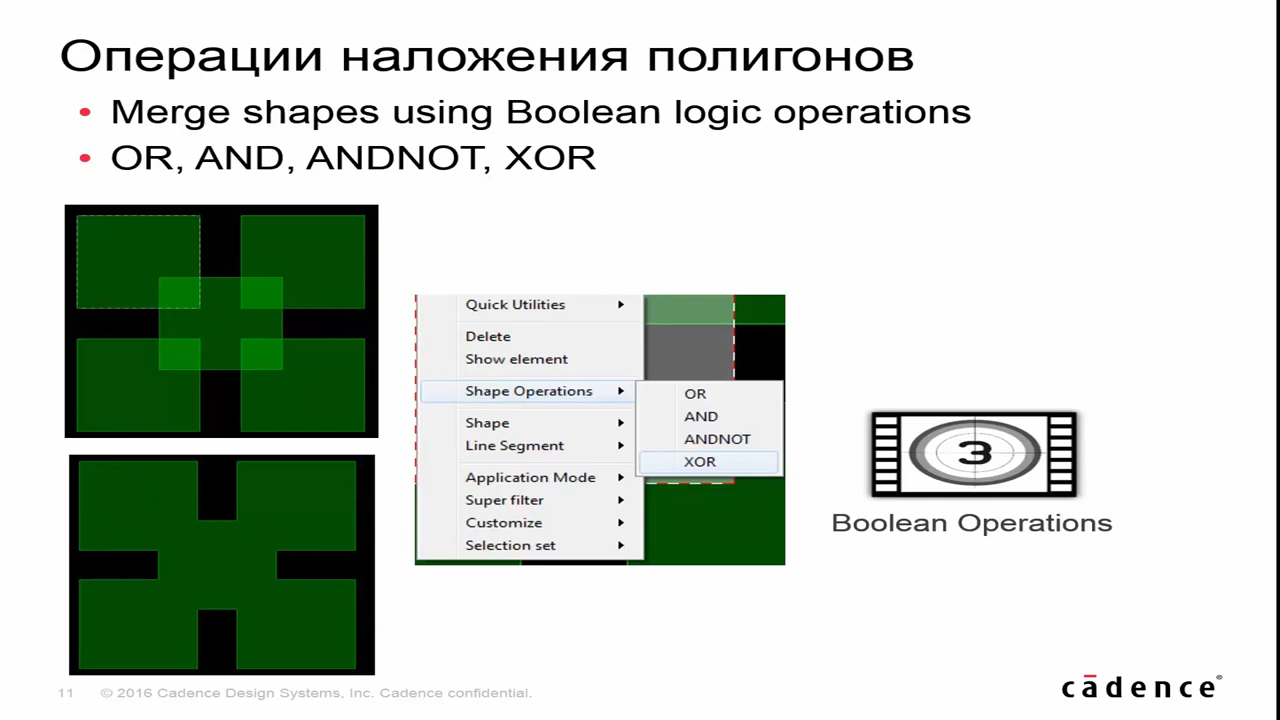 Операции наложения полигонов
• Merge shapes using Boolean logic operations
• OR, AND, ANDNOT, XOR
Quick Utilities
Delete
Show element
Shape Operations
Shape
Line Segment
Application Mode
Super filter
Customize
Selection set
OR
AND
ANDNOT
XOR
3
Boolean Operations
11 © 2016 Cadence Design Systems, Inc. Cadence confidential.
cādence®